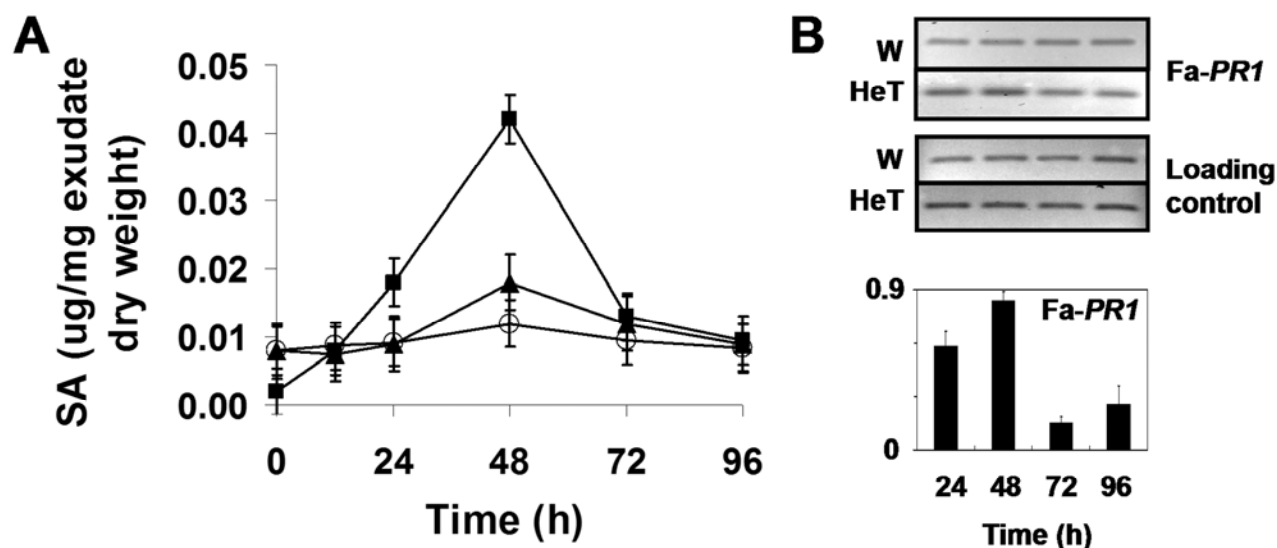 A
SA (ug/mg exudate
dry weight)
0.05
0.04
0.03
0.02
0.01
0.00
0 24 48 72 96
Time (h)
B
W
HeT
Fa-PR1
W
HeT
Loading
control
0.9
0
Fa-PR1
24 48 72 96
Time (h)